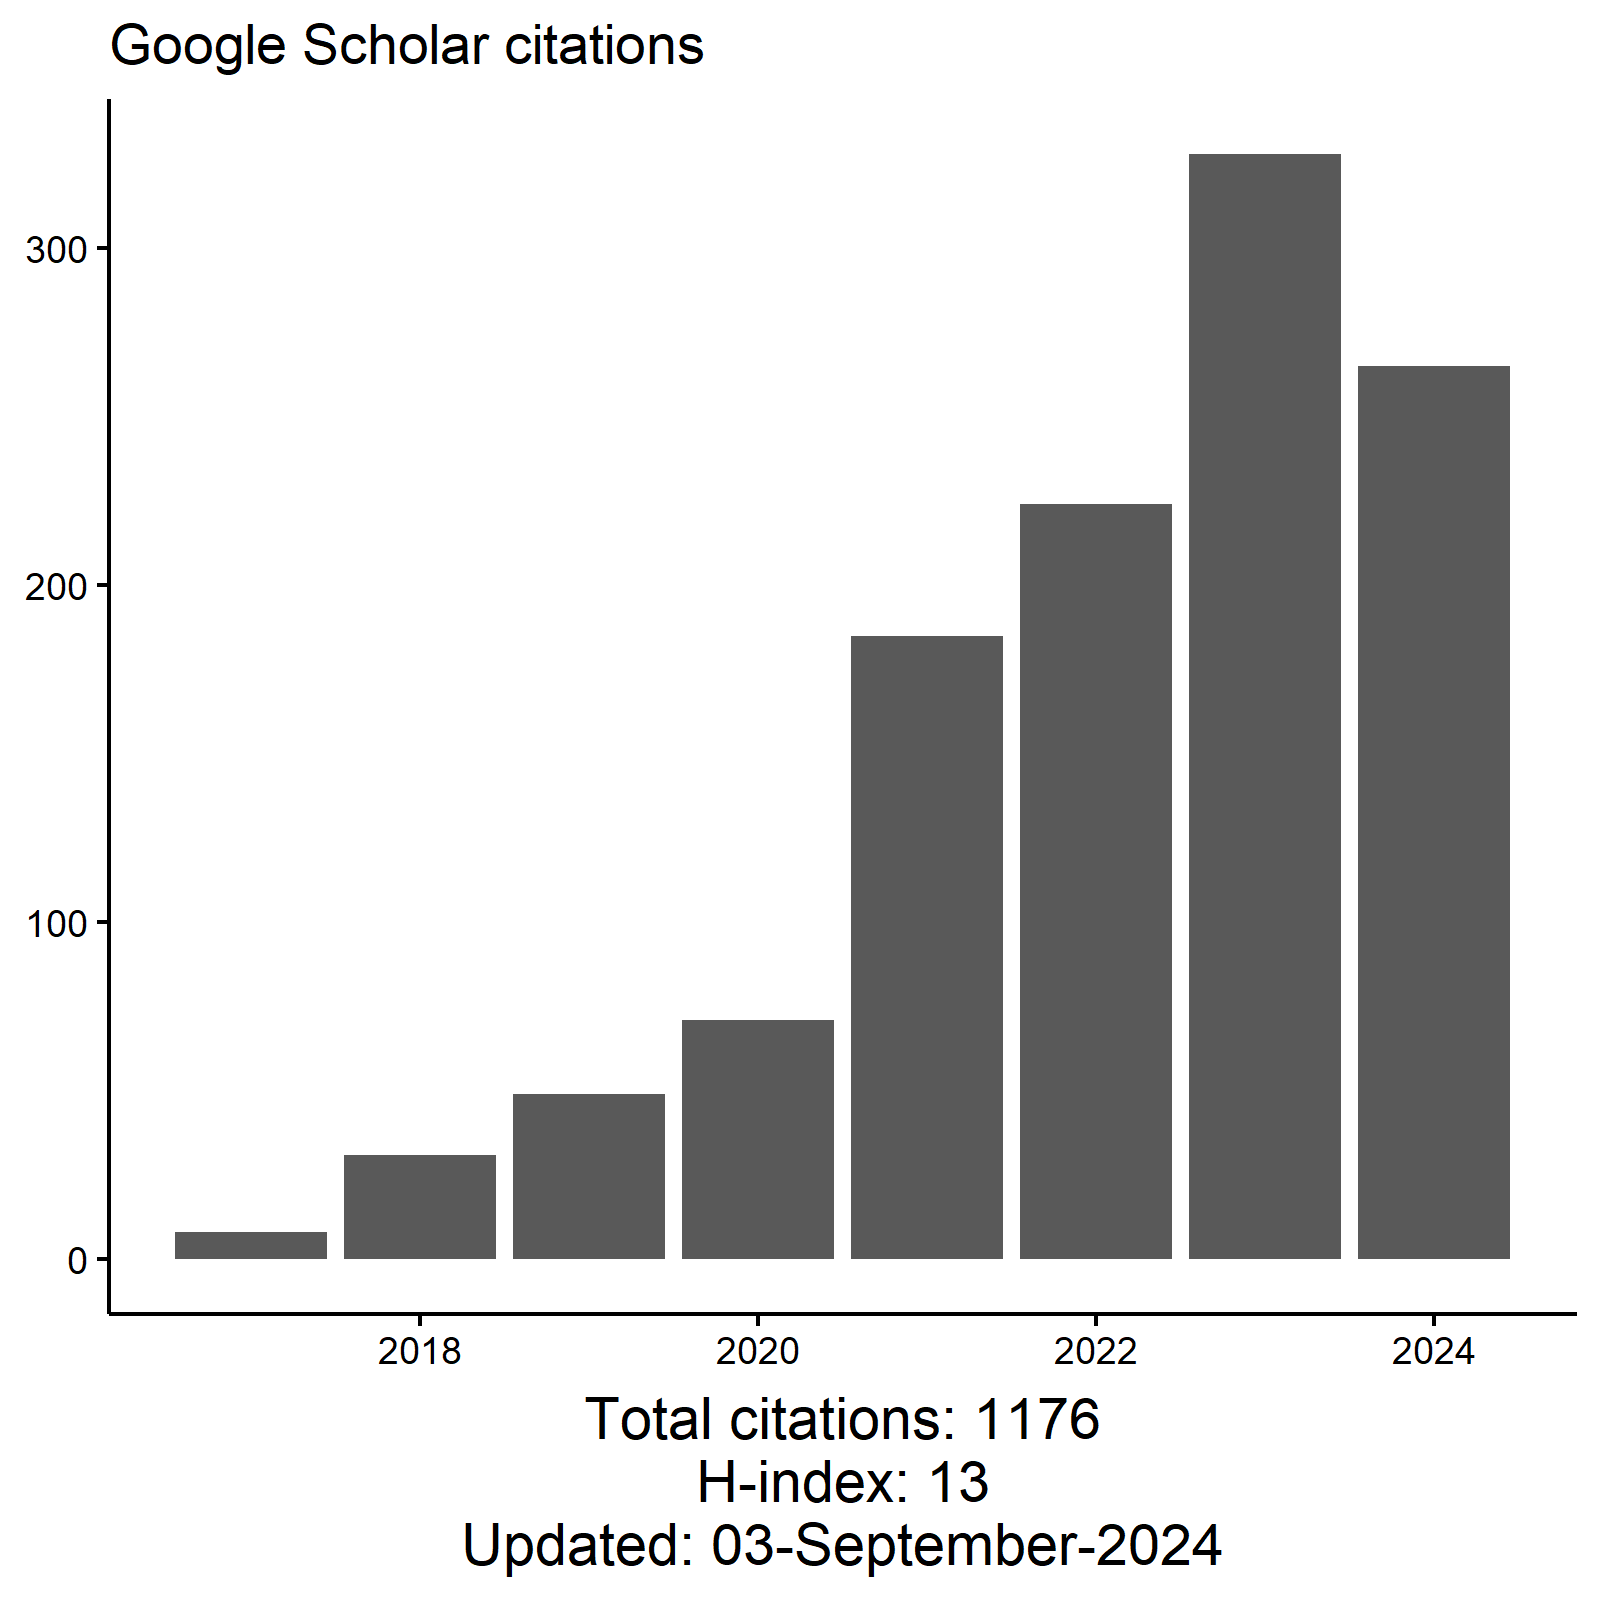 Google Scholar citations
300
200
100
0
2018 2020 2022 2024
Total citations: 1176
H-index: 13
Updated: 03-September-2024